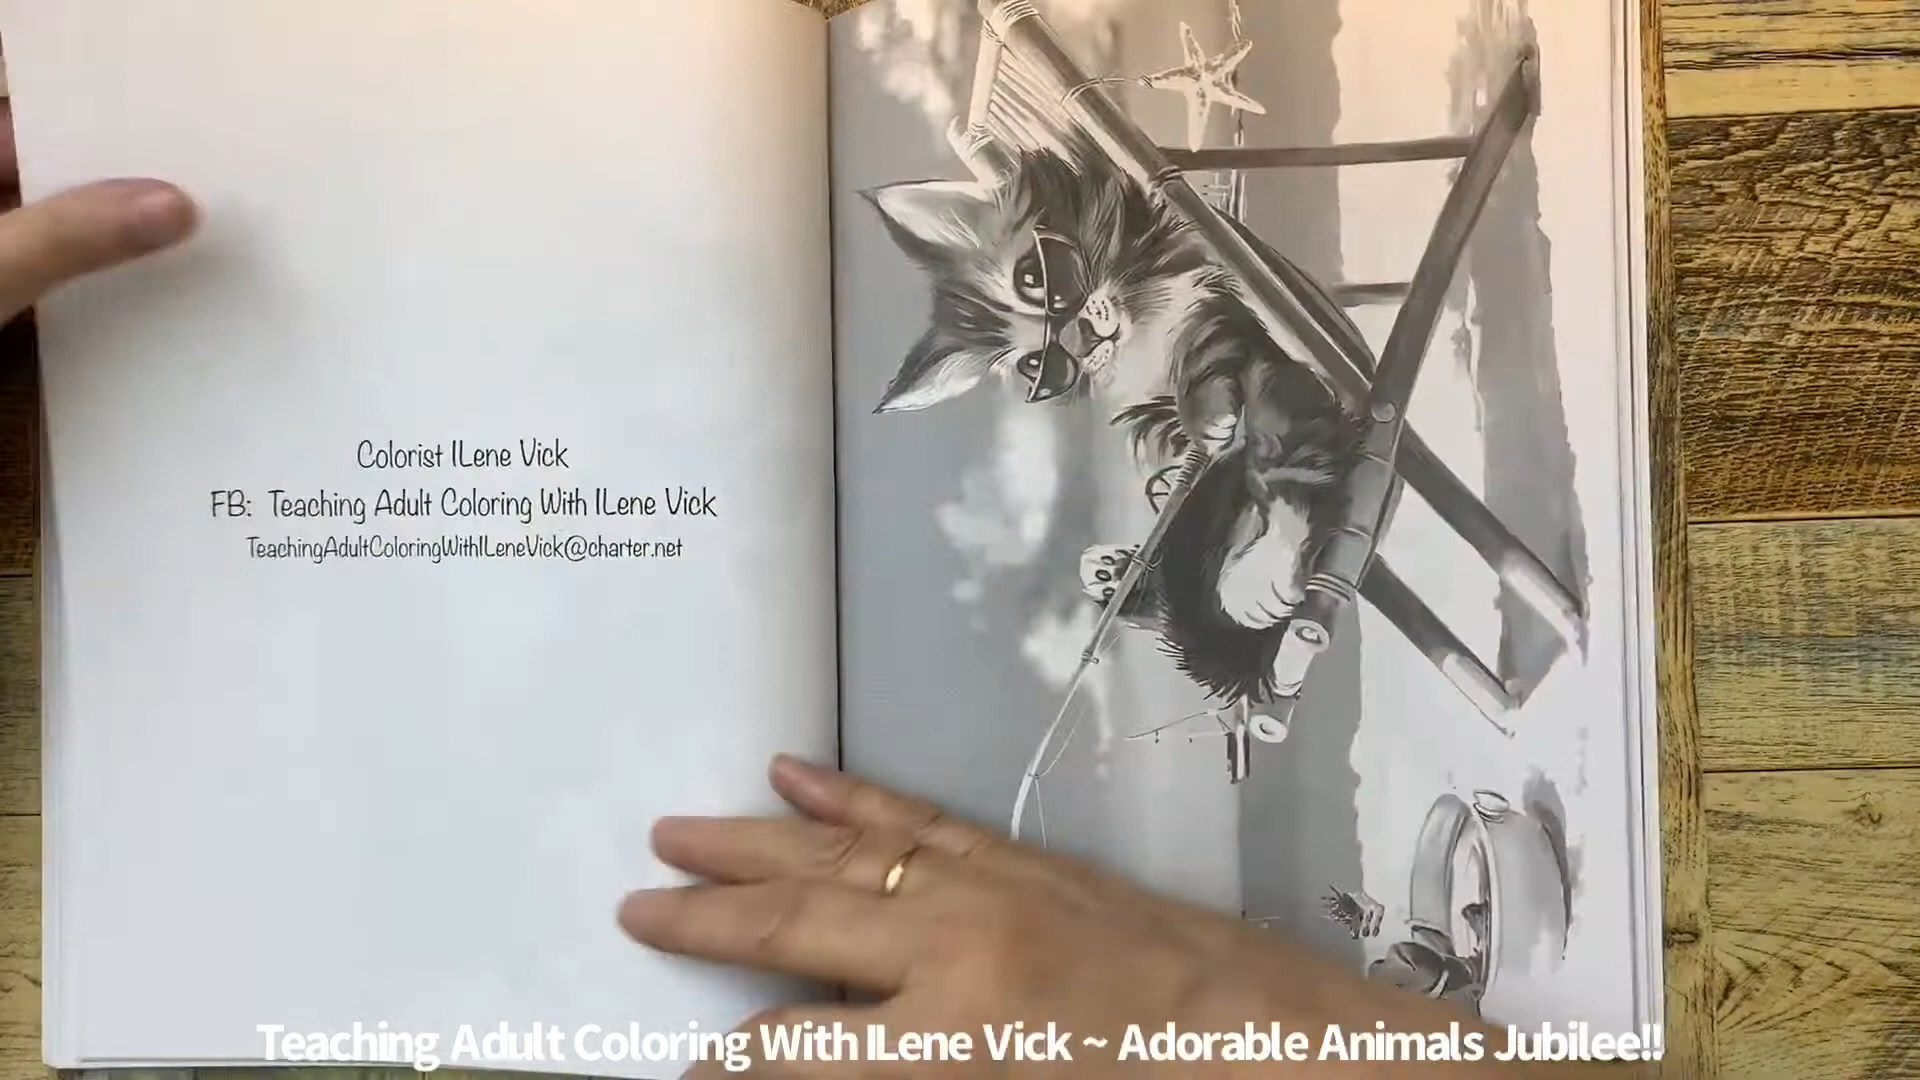 Colorist ILene Vick
FB: Teaching Adult Coloring With ILene Vick
TeachingAdultColoringWithILeneVick@charter.net
Teaching Adult Coloring With ILene Vick ~ Adorable Animals Jubilee!!